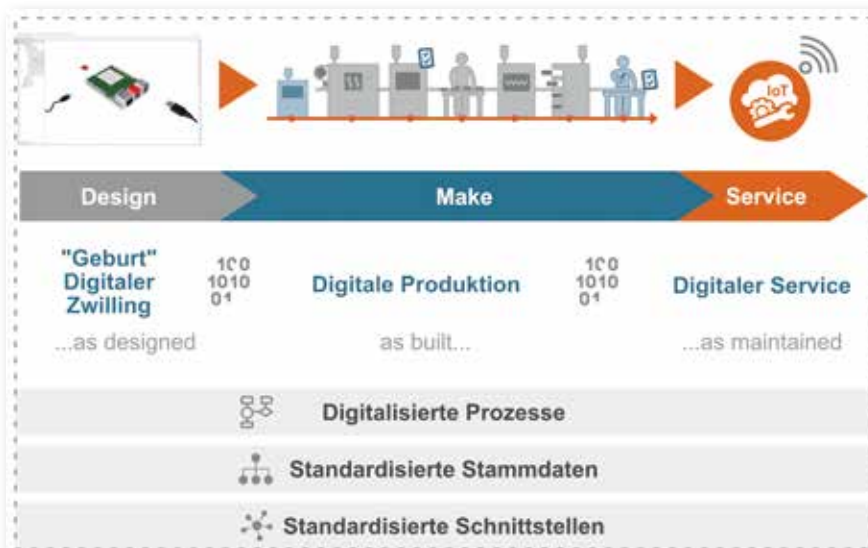 IoT
Design
Make
Service
"Geburt"
Digitaler
Zwilling
100
1010
01
Digitale Produktion
100
1010
01
Digitaler Service
...as designed
as built...
...as maintained
Digitalisierte Prozesse
Standardisierte Stammdaten
Standardisierte Schnittstellen